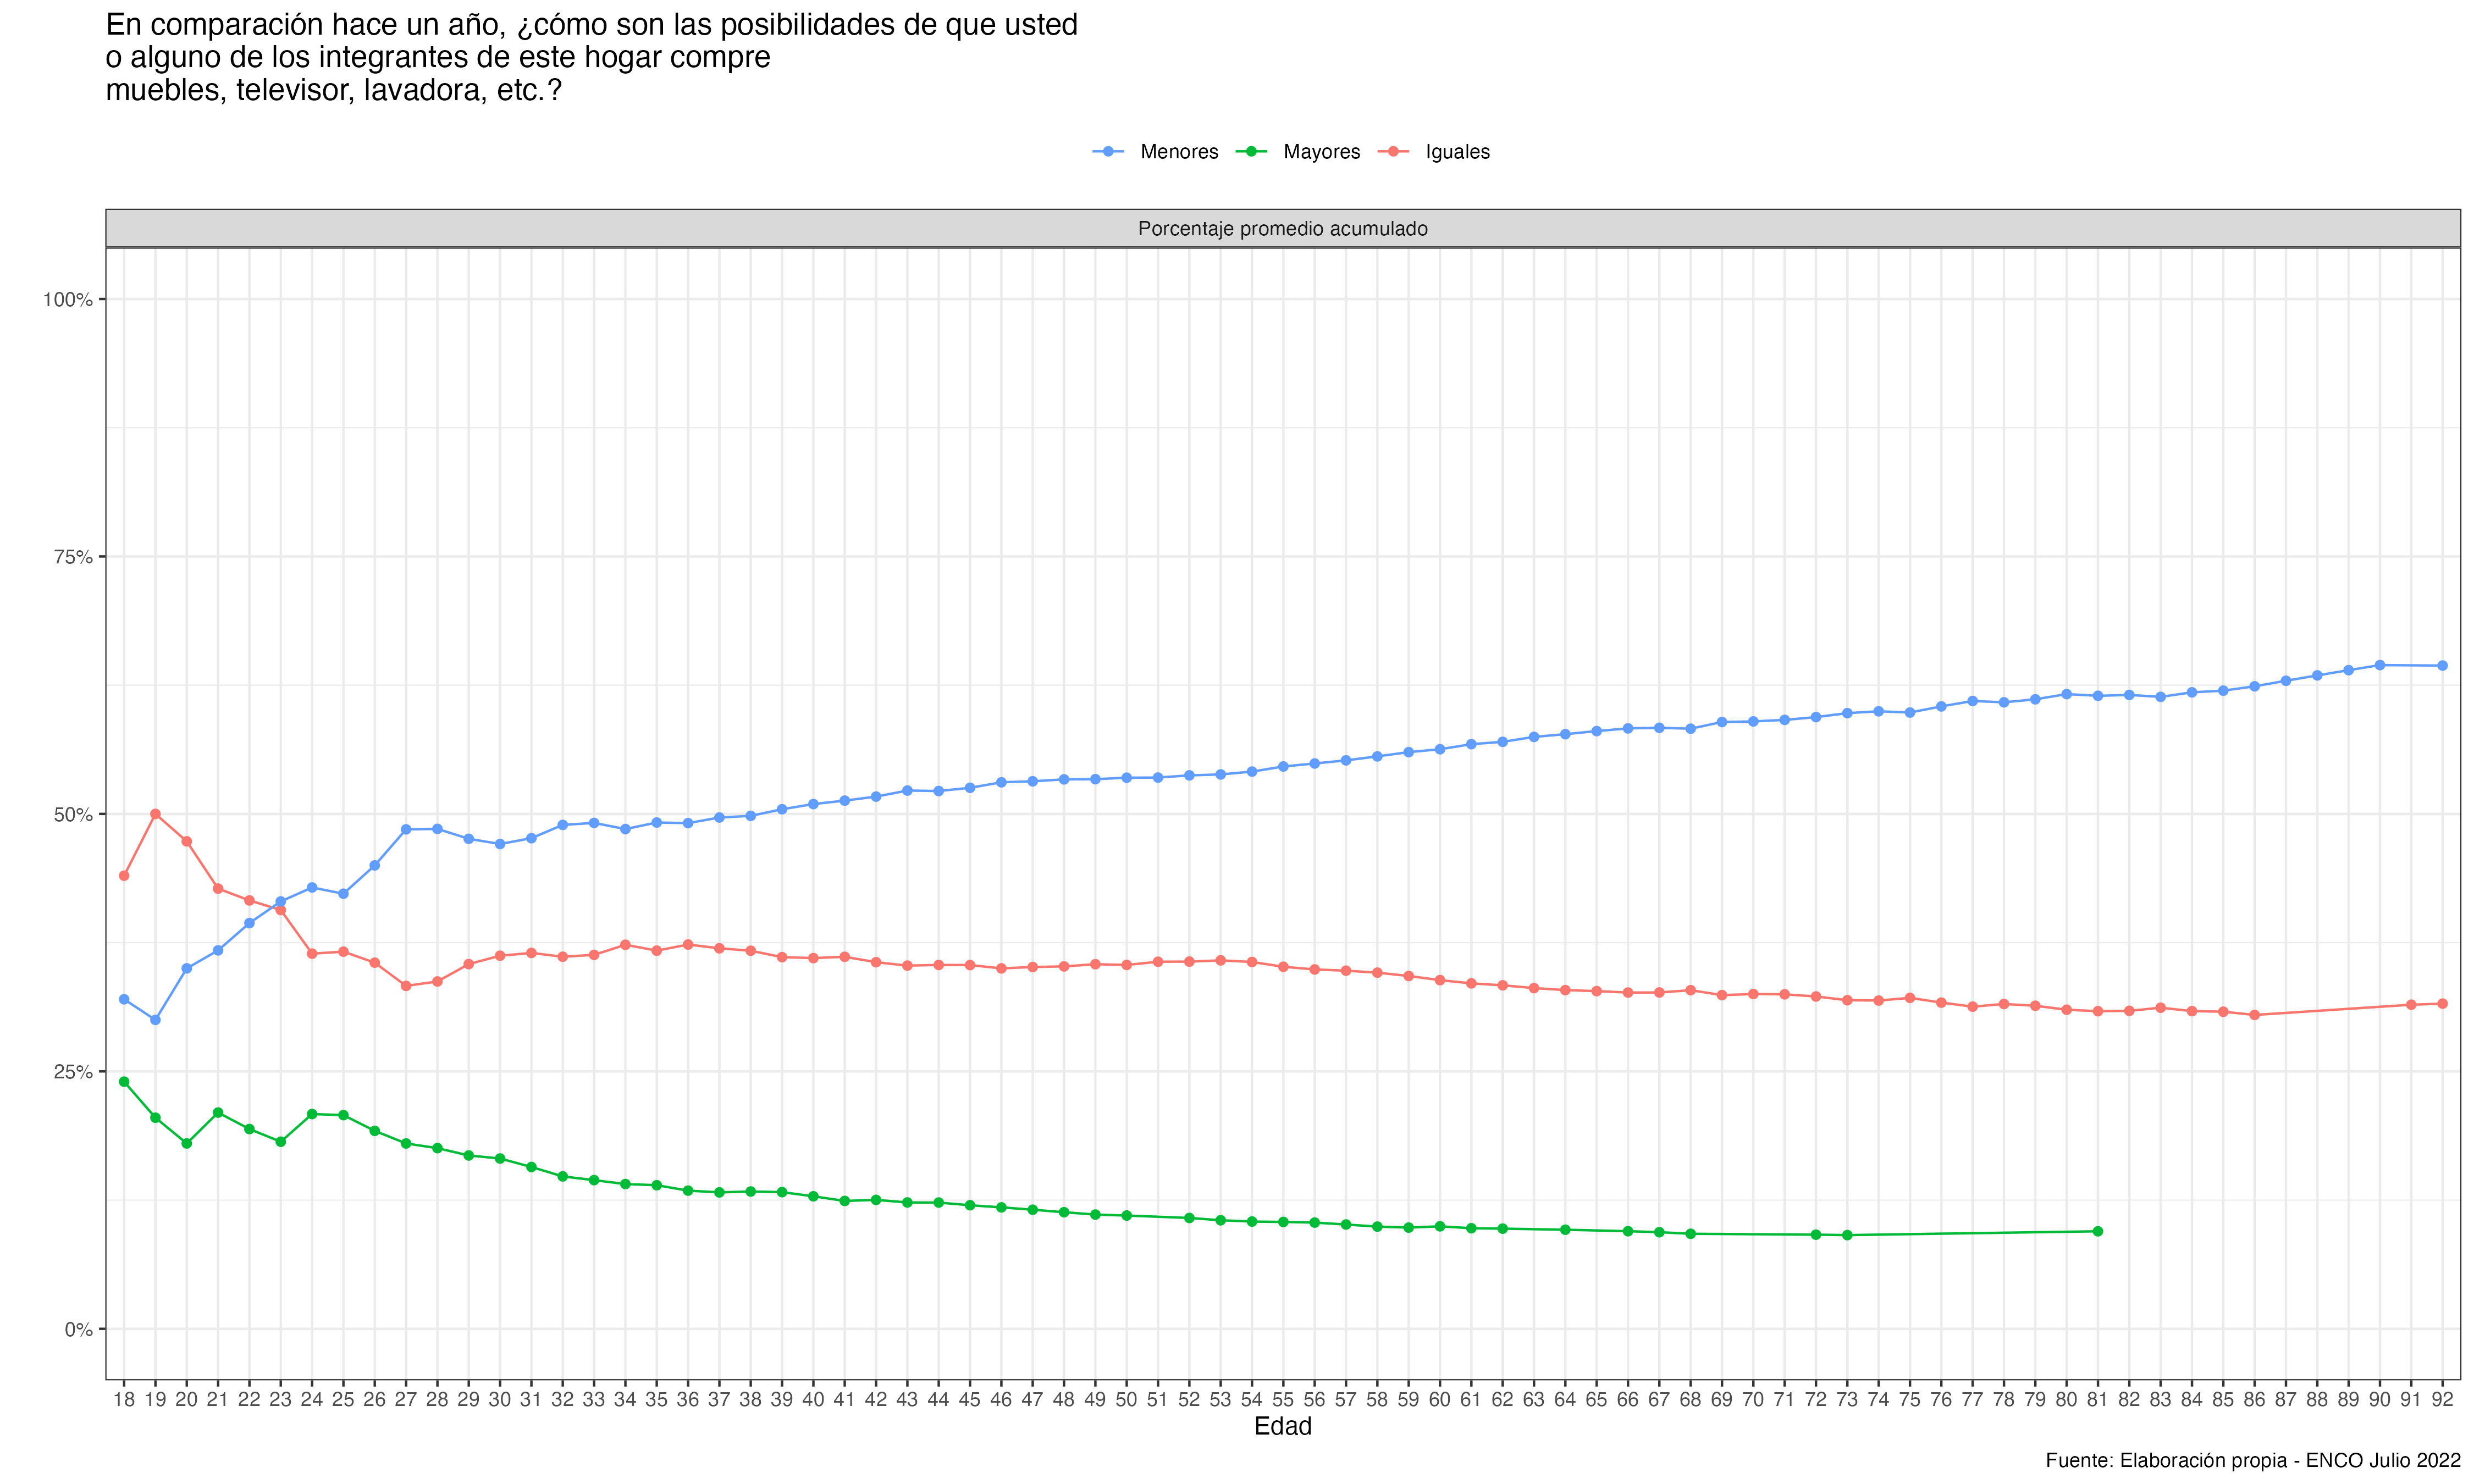 En comparación hace un año, ¿cómo son las posibilidades de que usted
o alguno de los integrantes de este hogar compre
muebles, televisor, lavadora, etc.?
Menores Mayores Iguales
Porcentaje promedio acumulado
100%
75%
50%
25%
0%
18 19 20 21 22 23 24 25 26 27 28 29 30 31 32 33 34 35 36 37 38 39 40 41 42 43 44 45 46 47 48 49 50 51 52 53 54 55 56 57 58 59 60 61 62 63 64 65 66 67 68 69 70 71 72 73 74 75 76 77 78 79 80 81 82 83 84 85 86 87 88 89 90 91 92
Edad
Fuente: Elaboración propia - ENCO Julio 2022